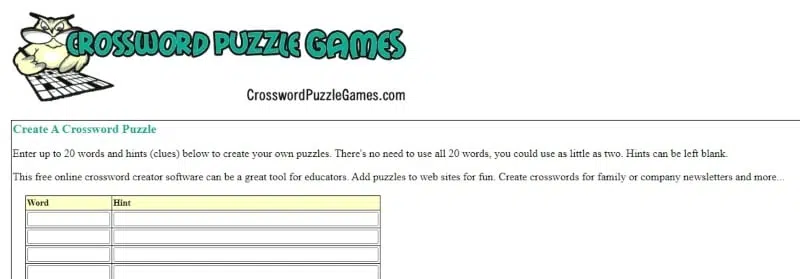 CROSSWORD PUZZLE GAMES
CrosswordPuzzleGames.com
Create A Crossword Puzzle
Enter up to 20 words and hints (clues) below to create your own puzzles. There's no need to use all 20 words, you could use as little as two. Hints can be left blank.
This free online crossword creator software can be a great tool for educators. Add puzzles to web sites for fun. Create crosswords for family or company newsletters and more...
Word Hint